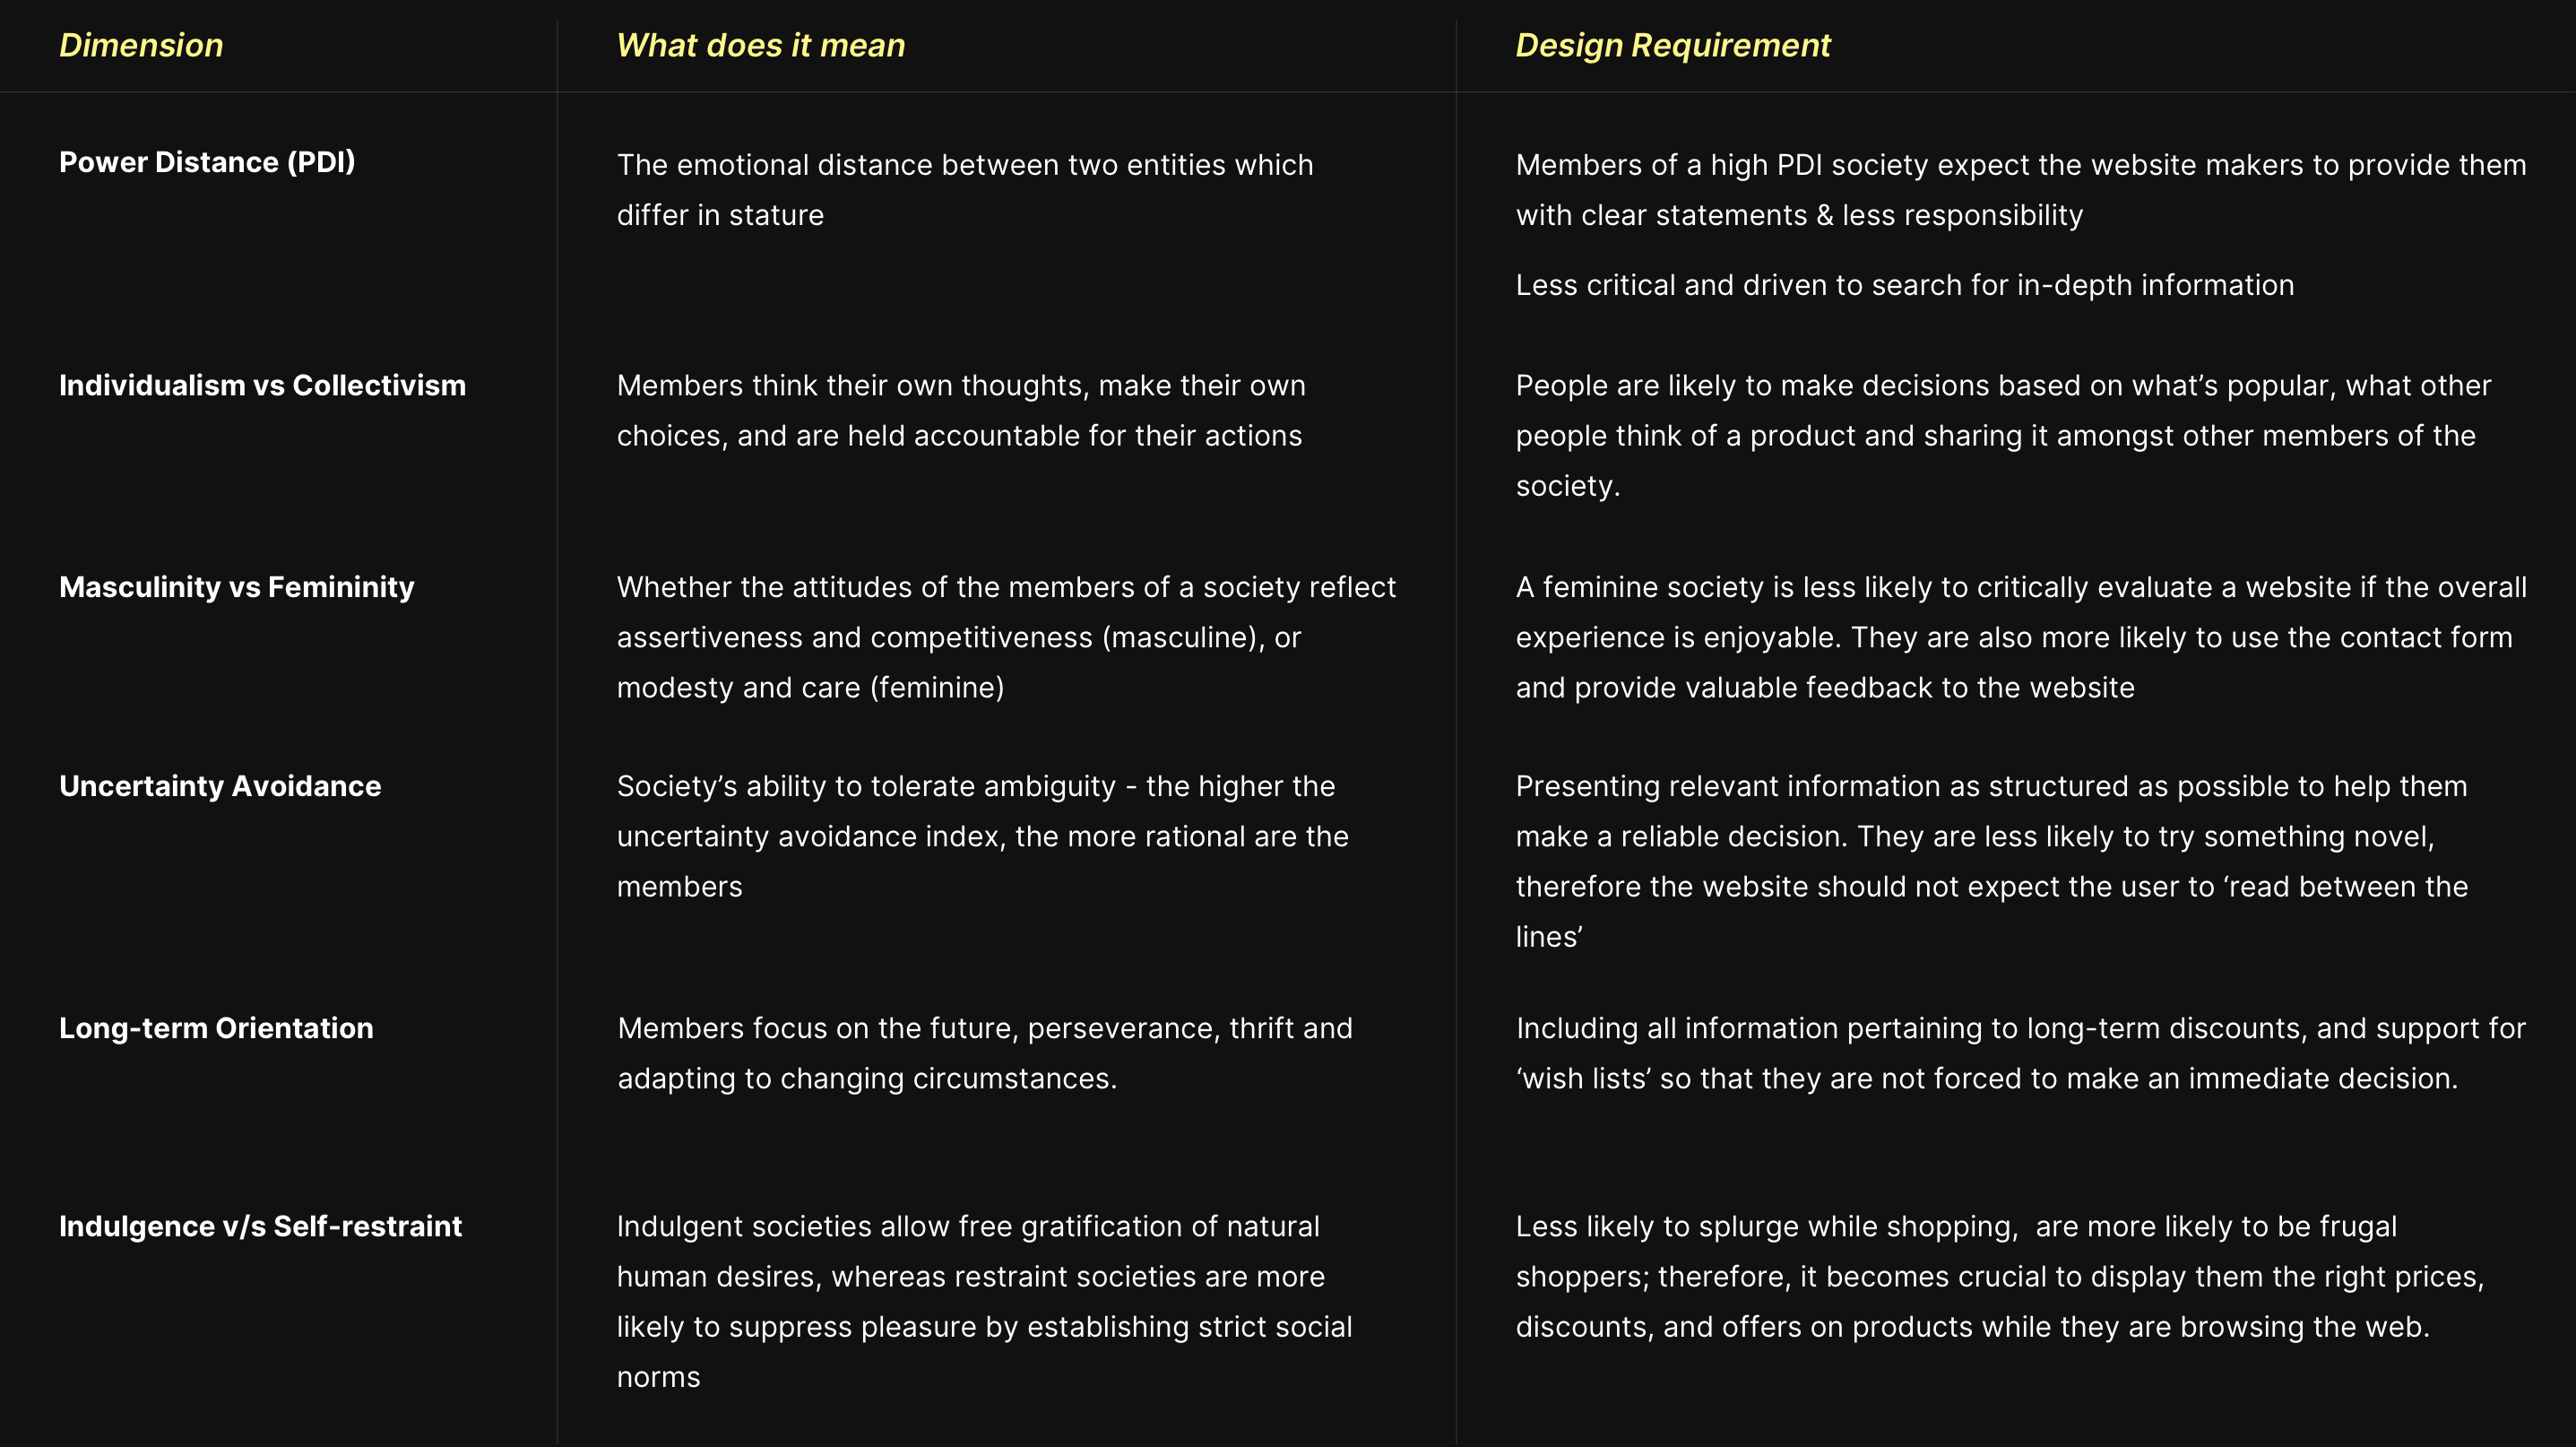 Dimension
What does it mean
Design Requirement
Power Distance (PDI)
The emotional distance between two entities which
differ in stature
Members of a high PDI society expect the website makers to provide them
with clear statements & less responsibility
Less critical and driven to search for in-depth information
Individualism vs Collectivism
Members think their own thoughts, make their own
choices, and are held accountable for their actions
People are likely to make decisions based on what’s popular, what other
people think of a product and sharing it amongst other members of the
society.
Masculinity vs Femininity
Whether the attitudes of the members of a society reflect
assertiveness and competitiveness (masculine), or
modesty and care (feminine)
A feminine society is less likely to critically evaluate a website if the overall
experience is enjoyable. They are also more likely to use the contact form
and provide valuable feedback to the website
Uncertainty Avoidance
Society’s ability to tolerate ambiguity - the higher the
uncertainty avoidance index, the more rational are the
members
Presenting relevant information as structured as possible to help them
make a reliable decision. They are less likely to try something novel,
therefore the website should not expect the user to ‘read between the
lines’
Long-term Orientation
Members focus on the future, perseverance, thrift and
adapting to changing circumstances.
Including all information pertaining to long-term discounts, and support for
‘wish lists’ so that they are not forced to make an immediate decision.
Indulgence v/s Self-restraint
Indulgent societies allow free gratification of natural
human desires, whereas restraint societies are more
likely to suppress pleasure by establishing strict social
norms
Less likely to splurge while shopping,  are more likely to be frugal
shoppers; therefore, it becomes crucial to display them the right prices,
discounts, and offers on products while they are browsing the web.